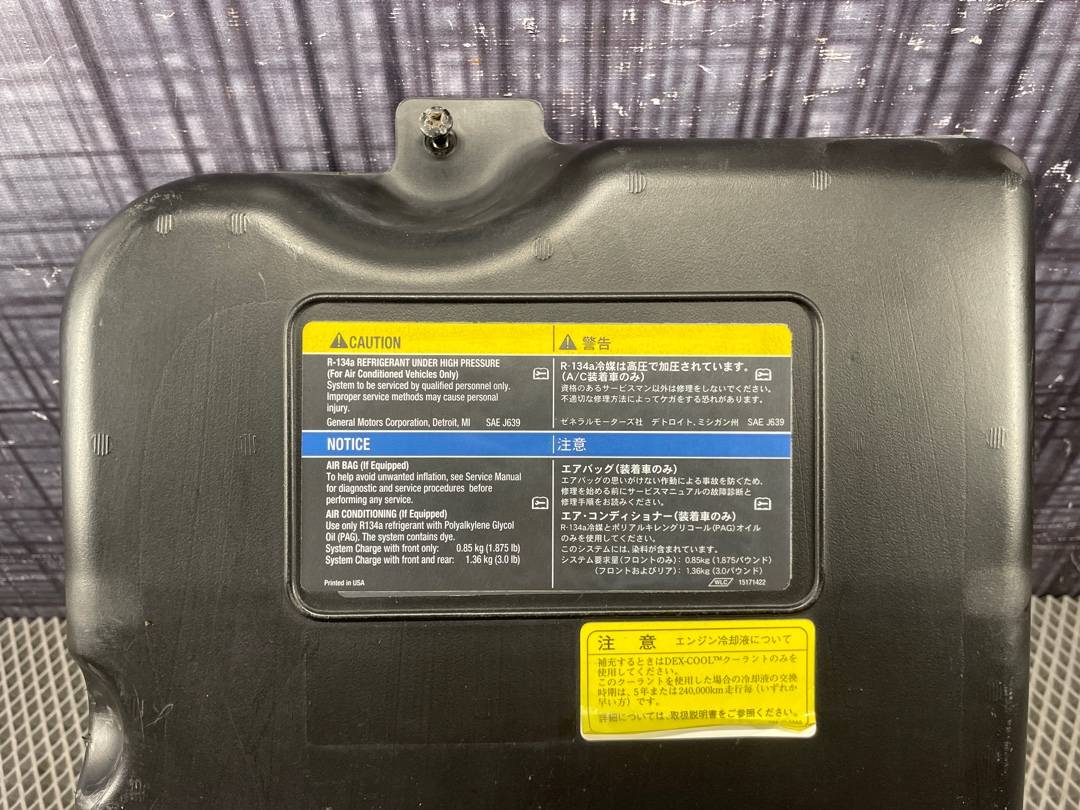 CAUTION
R-134a REFRIGERANT UNDER HIGH PRESSURE
(For Air Conditioned Vehicles Only)
System to be serviced by qualified personnel only.
Improper service methods may cause personal
injury.
General Motors Corporation, Detroit, MI SAE J639
警告
R-134a冷媒は高圧で加圧されています。
(A/C装着車のみ)
資格のあるサービスマン以外は修理をしないでください。
不適切な修理方法によってケガをする恐れがあります。
ゼネラルモーターズ社 デトロイト、ミシガン州 SAE J639
NOTICE
AIR BAG (If Equipped)
To help avoid unwanted inflation, see Service Manual
for diagnostic and service procedures before
performing any service.
AIR CONDITIONING (If Equipped)
Use only R134a refrigerant with Polyalkylene Glycol
Oil (PAG). The system contains dye.
System Charge with front only: 0.85 kg (1.875 lb)
System Charge with front and rear: 1.36 kg (3.0 lb)
Printed in USA
注意
エアバッグ(装着車のみ)
エアバッグの思いがけない作動による事故を防ぐため、
修理を始める前にサービスマニュアルの故障診断と
修理手順をお読みください。
エア・コンディショナー(装着車のみ)
R-134a冷媒とポリアルキレングリコール(PAG)オイル
のみを使用してください。
このシステムには、染料が含まれています。
システム要求量(フロントのみ): 0.85kg (1.875パウンド)
(フロントおよびリア): 1.36kg (3.0パウンド)
WLC 15171422
注 意 エンジン冷却液について
補充するときはDEX-COOL™クーラントのみを
使用してください。
このクーラントを使用した場合の冷却液の交換
時期は、5年または240,000km走行毎(いずれか
早い方)です。
詳細については、取扱説明書をご参照ください。